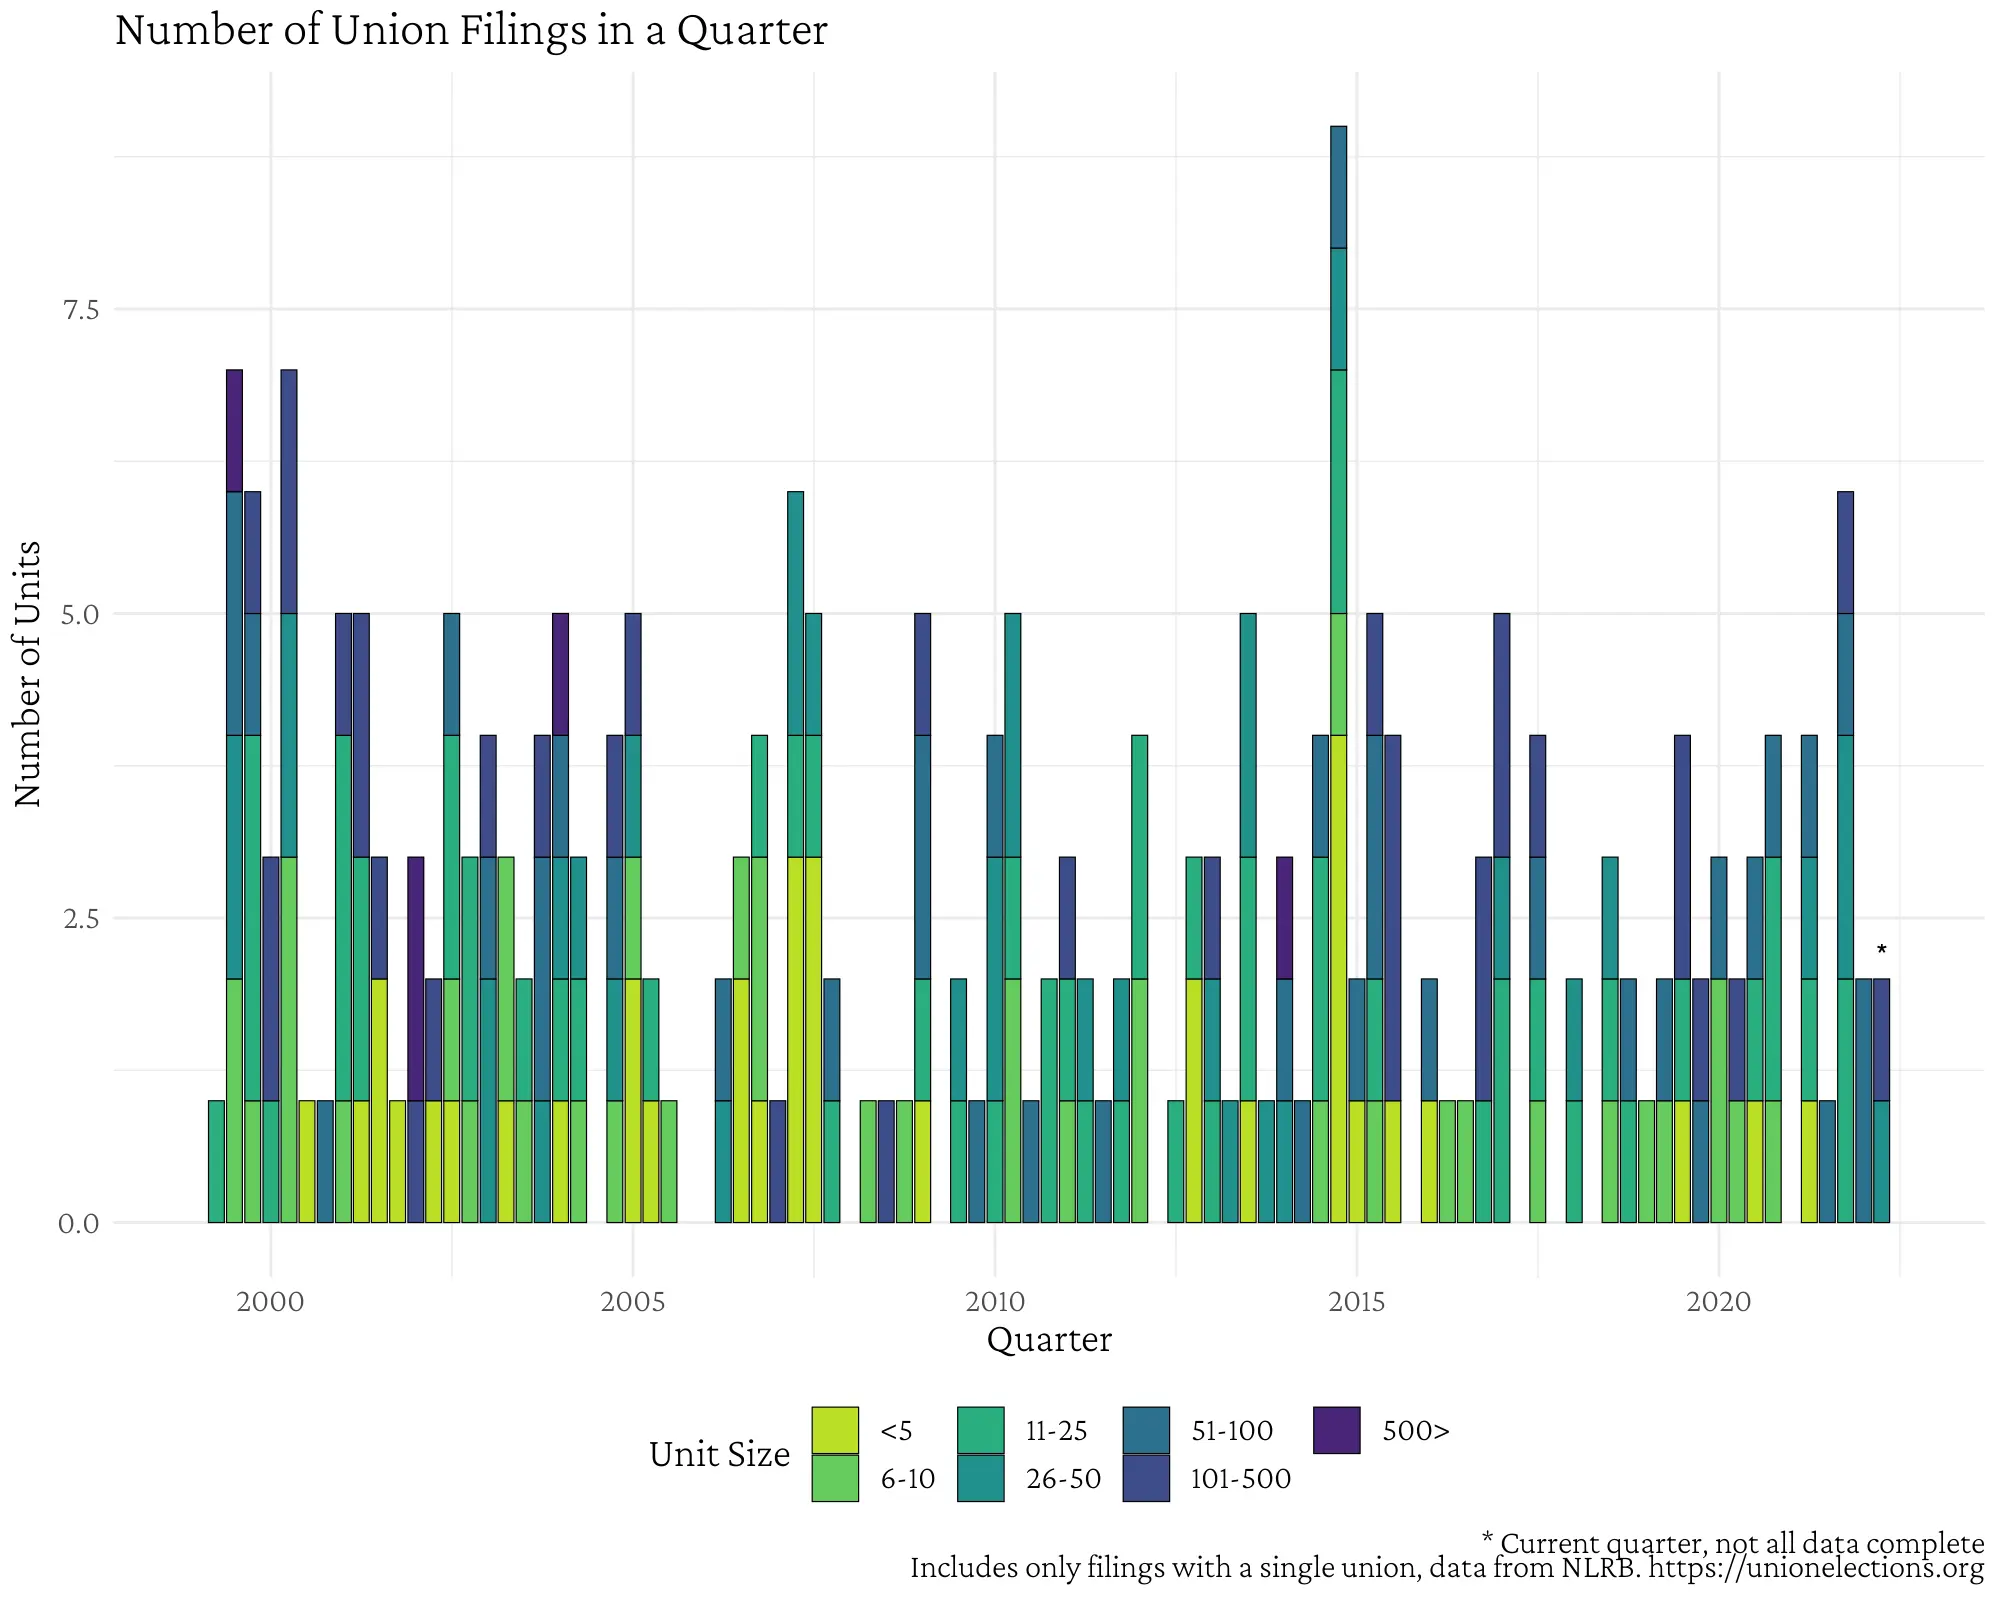 Number of Union Filings in a Quarter
Number of Units
7.5
5.0
2.5
0.0
*
2000 2005 2010 2015 2020
Quarter
Unit Size
<5 11-25 51-100 500>
6-10 26-50 101-500
* Current quarter, not all data complete
Includes only filings with a single union, data from NLRB. https://unionelections.org